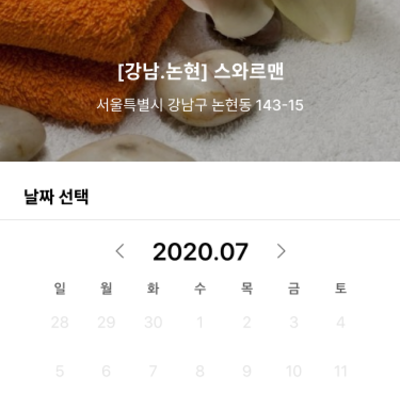 [강남.논현] 스와르맨
서울특별시 강남구 논현동 143-15
날짜 선택
2020.07
일 월 화 수 목 금 토
28 29 30 1 2 3 4
5 6 7 8 9 10 11